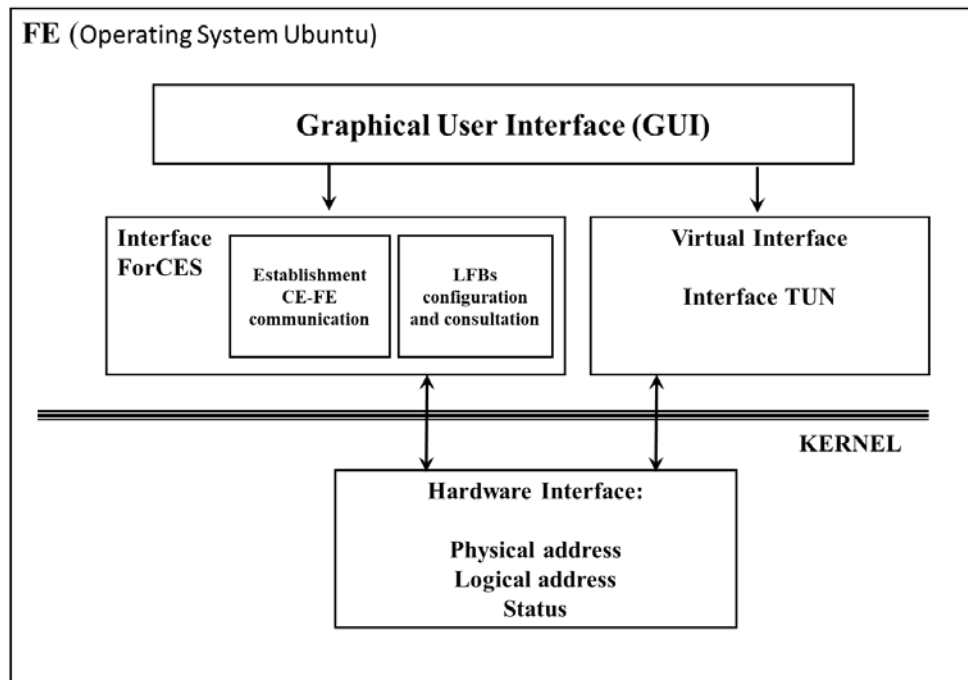 FE (Operating System Ubuntu)
Graphical User Interface (GUI)
Interface
ForCES
Establishment
CE-FE
communication
LFBs
configuration
and consultation
Virtual Interface
Interface TUN
KERNEL
Hardware Interface:
Physical address
Logical address
Status